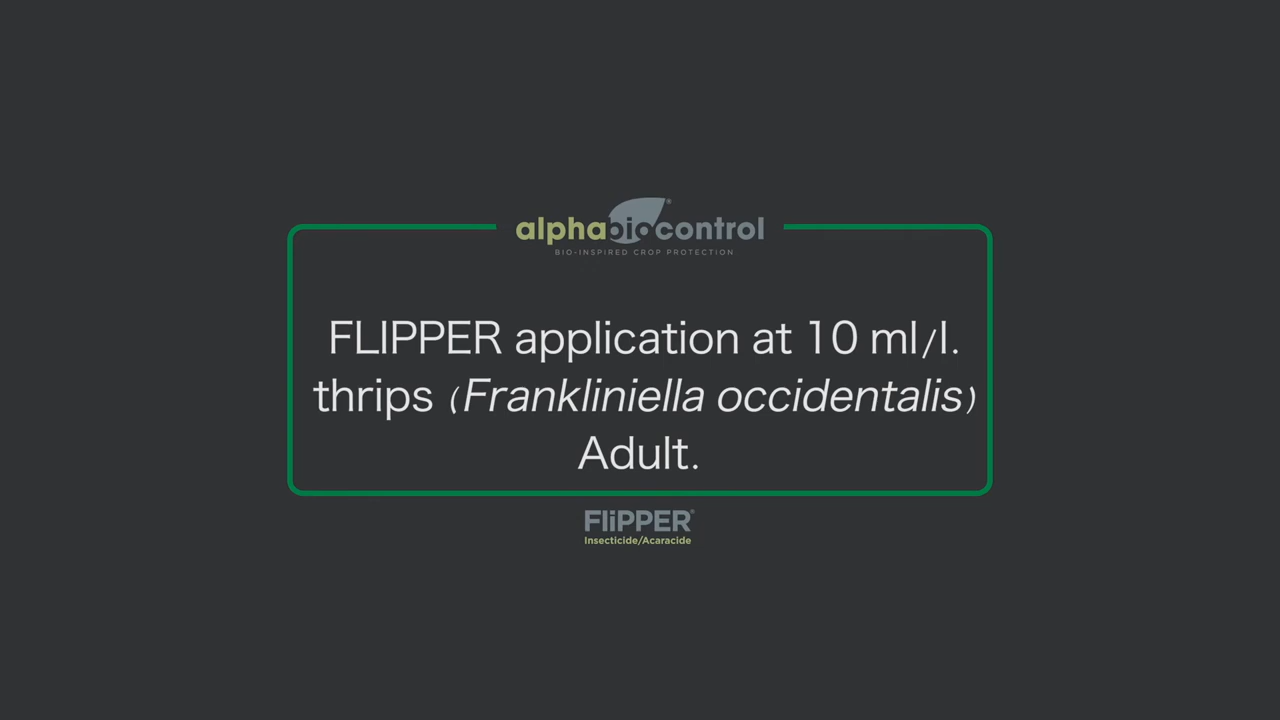 alphabiocontrol®
BIO-INSPIRED CROP PROTECTION
FLIPPER application at 10 ml/l.
thrips (Frankliniella occidentalis)
Adult.
FLiPPER®
Insecticide/Acaracide